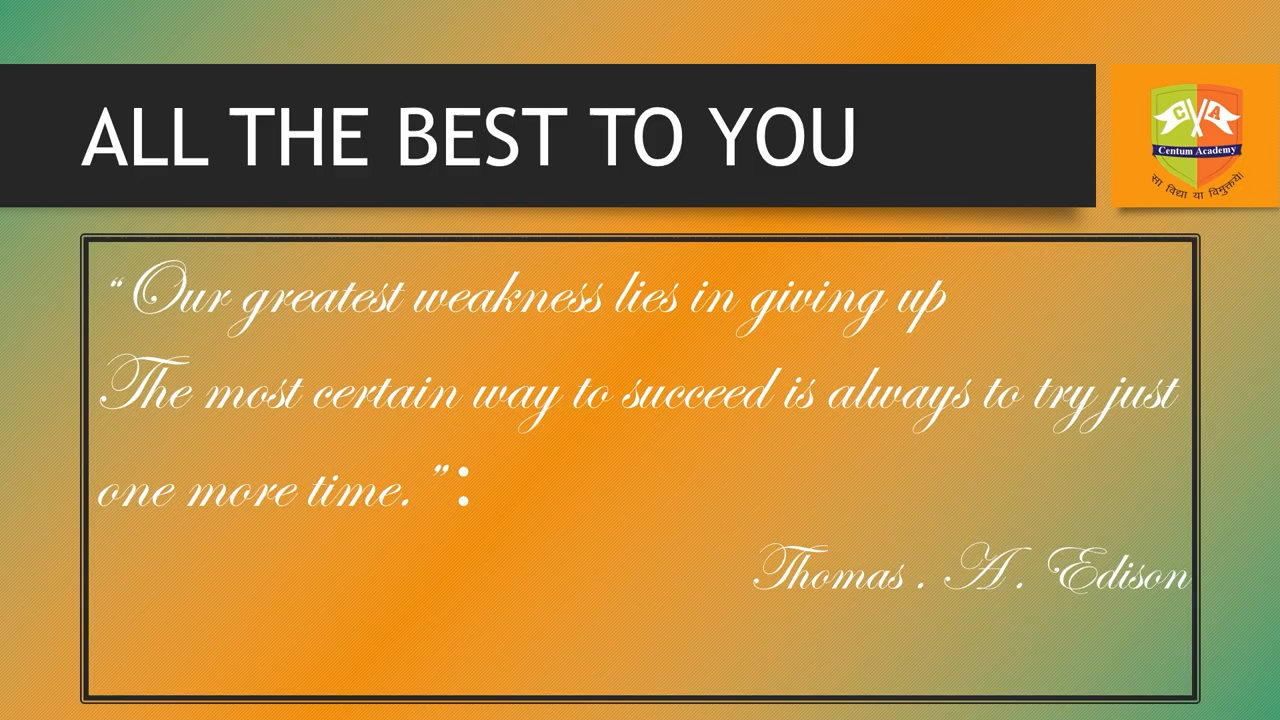 ALL THE BEST TO YOU
C A
Centum Academy
सा विद्या या विमुक्तये।
“Our greatest weakness lies in giving up
The most certain way to succeed is always to try just
one more time.”:
Thomas . A . Edison